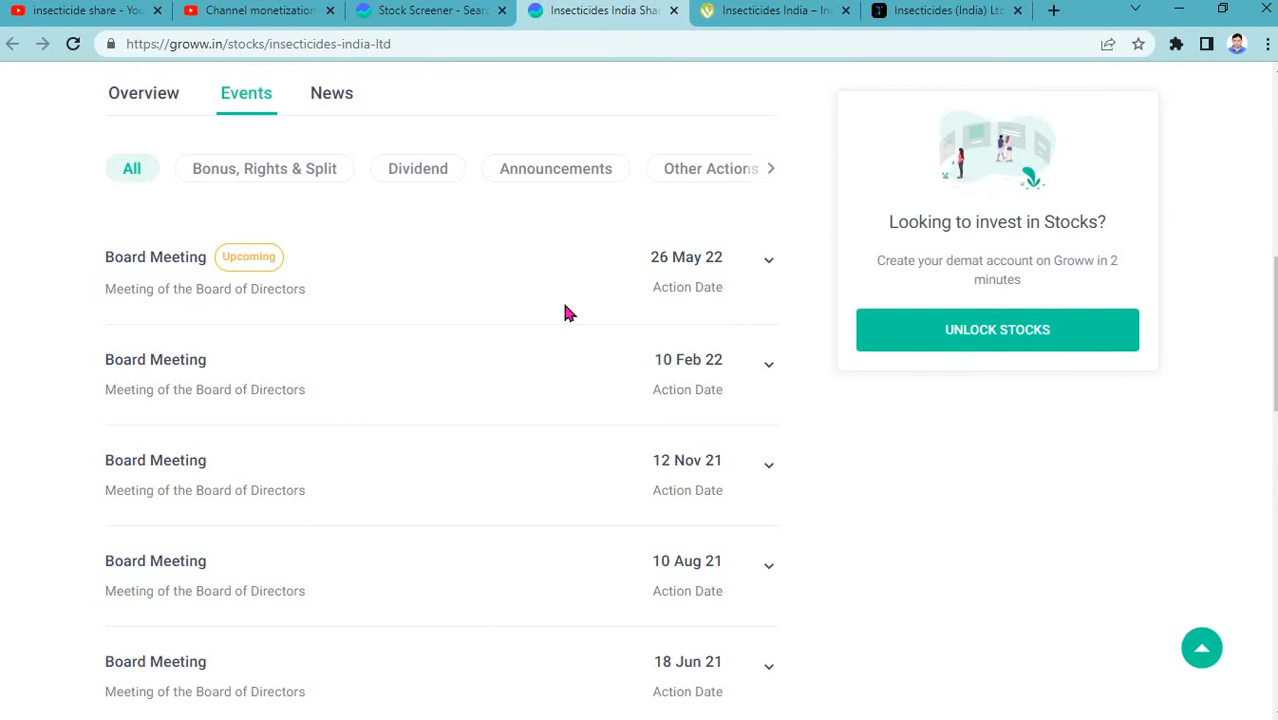 insecticide share - You
Channel monetization
Stock Screener - Sear
Insecticides India Sha
Insecticides India – In
Insecticides (India) Ltd
https://groww.in/stocks/insecticides-india-ltd
Overview
Events
News
All
Bonus, Rights & Split
Dividend
Announcements
Other Actions
Board Meeting
Upcoming
26 May 22
Meeting of the Board of Directors
Action Date
Board Meeting
10 Feb 22
Meeting of the Board of Directors
Action Date
Board Meeting
12 Nov 21
Meeting of the Board of Directors
Action Date
Board Meeting
10 Aug 21
Meeting of the Board of Directors
Action Date
Board Meeting
18 Jun 21
Meeting of the Board of Directors
Action Date
Looking to invest in Stocks?
Create your demat account on Groww in 2
minutes
UNLOCK STOCKS